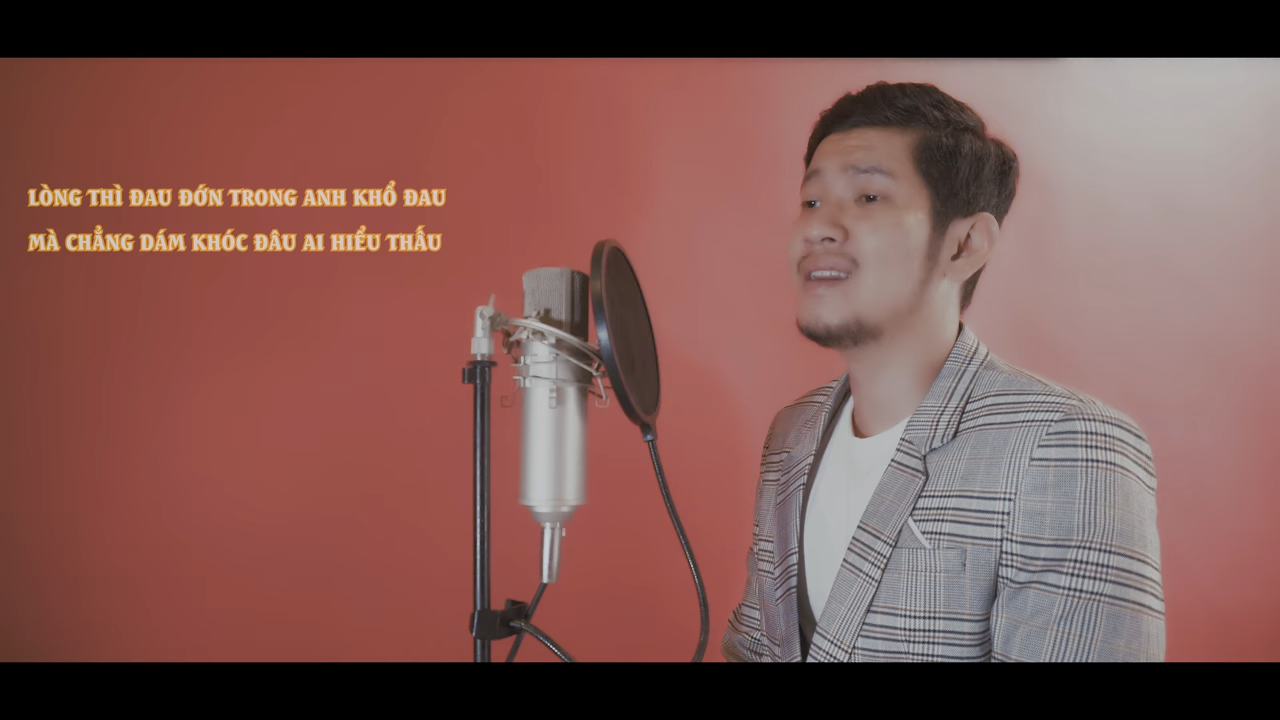 LÒNG THÌ ĐAU ĐỚN TRONG ANH KHỔ ĐAU
MÀ CHẲNG DÁM KHÓC ĐÂU AI HIỂU THẤU